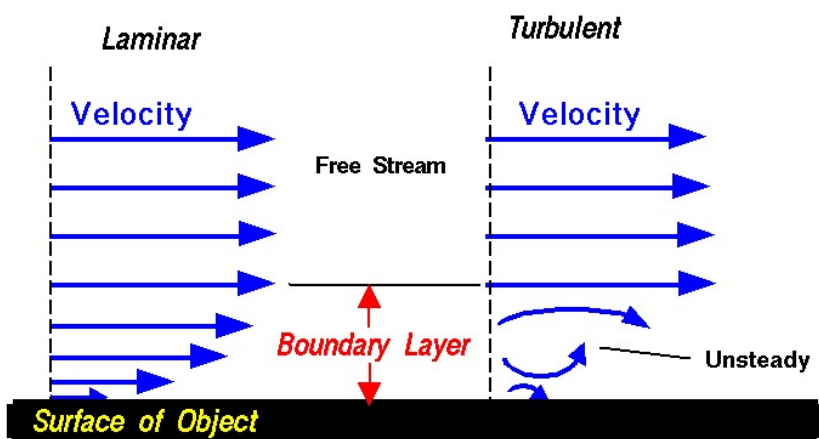 Laminar
Turbulent
Velocity
Velocity
Free Stream
Boundary Layer
Unsteady
Surface of Object